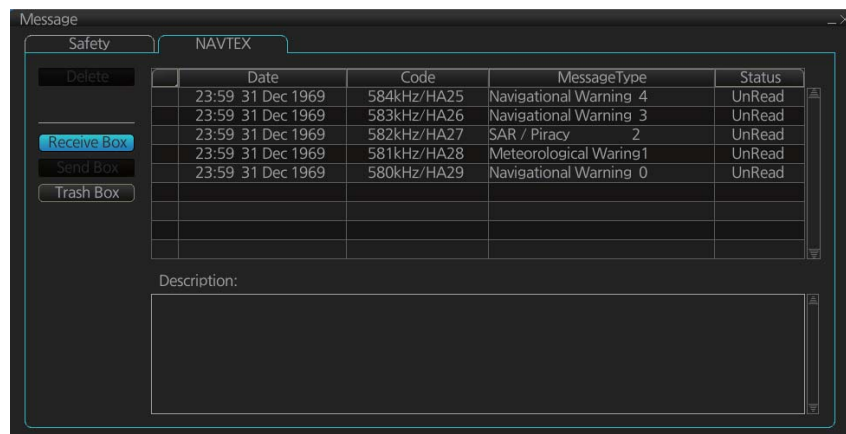 Message
Safety NAVTEX
Delete
Receive Box
Send Box
Trash Box
Date Code MessageType Status
23:59 31 Dec 1969 584kHz/HA25 Navigational Warning 4 UnRead
23:59 31 Dec 1969 583kHz/HA26 Navigational Warning 3 UnRead
23:59 31 Dec 1969 582kHz/HA27 SAR / Piracy 2 UnRead
23:59 31 Dec 1969 581kHz/HA28 Meteorological Waring1 UnRead
23:59 31 Dec 1969 580kHz/HA29 Navigational Warning 0 UnRead
Description: